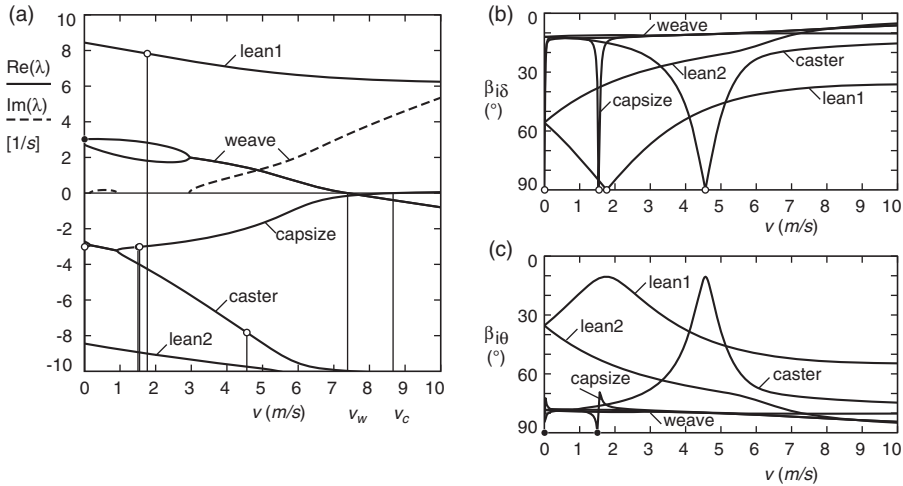 (a)
8
6
4
2
0
-2
-4
-6
-8
-10
Re(λ)
Im(λ)
[1/s]
lean1
weave
capsize
caster
lean2
0 1 2 3 4 5 6 7 8 9 10
v (m/s)
v_w
v_c
(b)
0
30
60
90
β_iδ
(°)
weave
lean2
capsize
caster
lean1
0 1 2 3 4 5 6 7 8 9 10
v (m/s)
(c)
0
30
60
90
β_iθ
(°)
lean1
lean2
capsize
caster
weave
0 1 2 3 4 5 6 7 8 9 10
v (m/s)